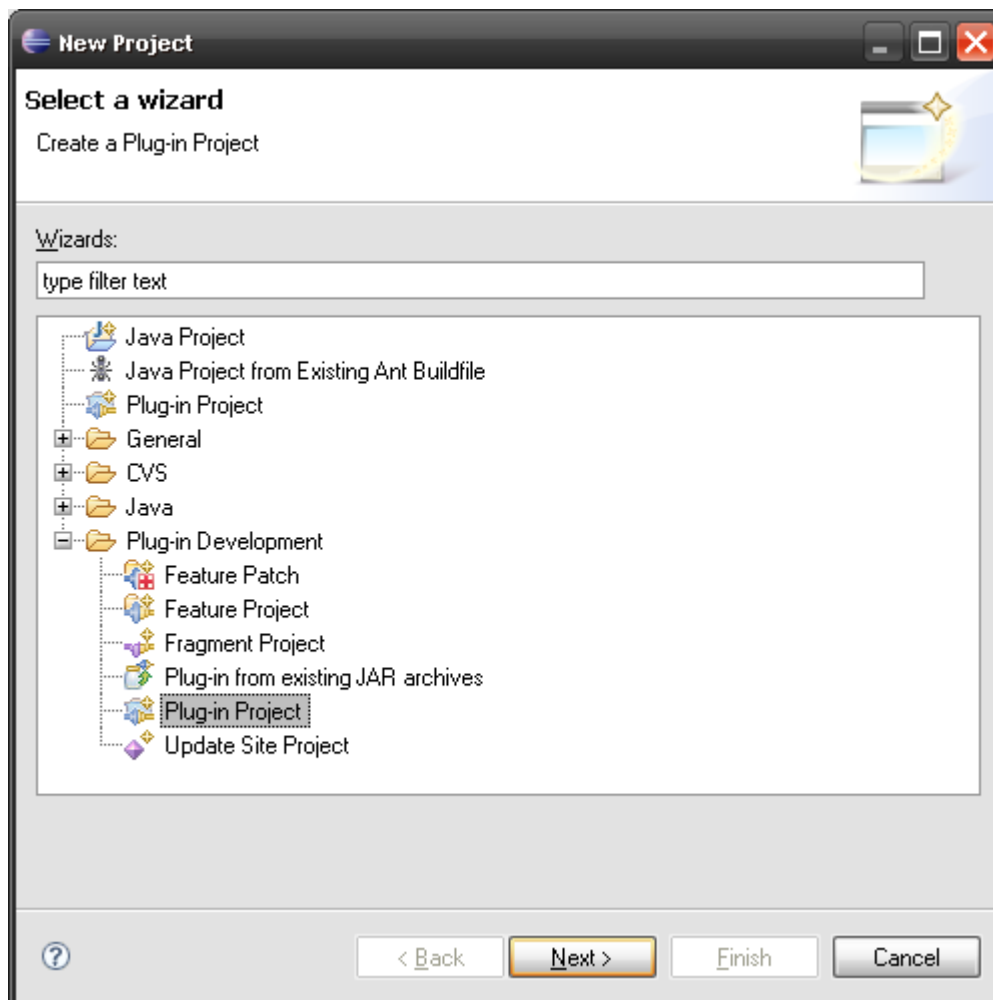 New Project
Select a wizard
Create a Plug-in Project
Wizards:
type filter text
Java Project
Java Project from Existing Ant Buildfile
Plug-in Project
General
CVS
Java
Plug-in Development
Feature Patch
Feature Project
Fragment Project
Plug-in from existing JAR archives
Plug-in Project
Update Site Project
? < Back Next > Finish Cancel